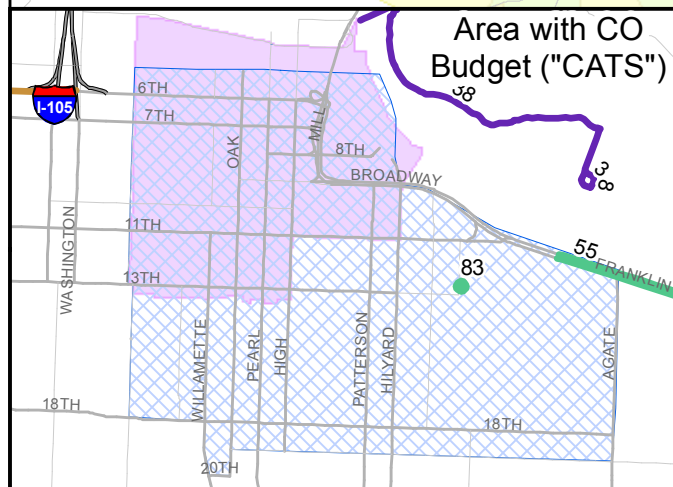 Area with CO
Budget ("CATS")
38
I-105
6TH
7TH
OAK
MILL
8TH
BROADWAY
38
WASHINGTON
11TH
13TH
83
55
FRANKLIN
WILLAMETTE
PEARL
HIGH
PATTERSON
HILYARD
AGATE
18TH
18TH
20TH